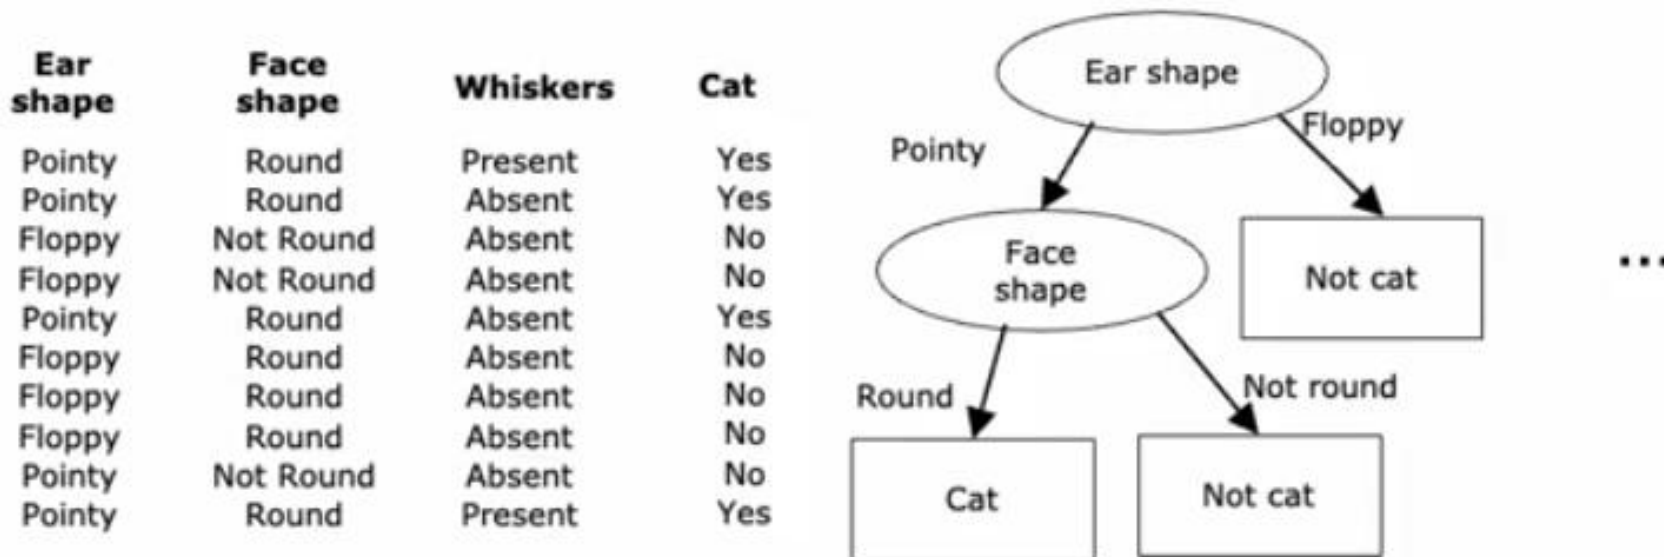 Ear shape Face shape Whiskers Cat
Pointy Round Present Yes
Pointy Round Absent Yes
Floppy Not Round Absent No
Floppy Not Round Absent No
Pointy Round Absent Yes
Floppy Round Absent No
Floppy Round Absent No
Floppy Round Absent No
Pointy Not Round Absent No
Pointy Round Present Yes
Ear shape
Pointy
Floppy
Face
shape
Not cat
Round
Not round
Cat
Not cat
...